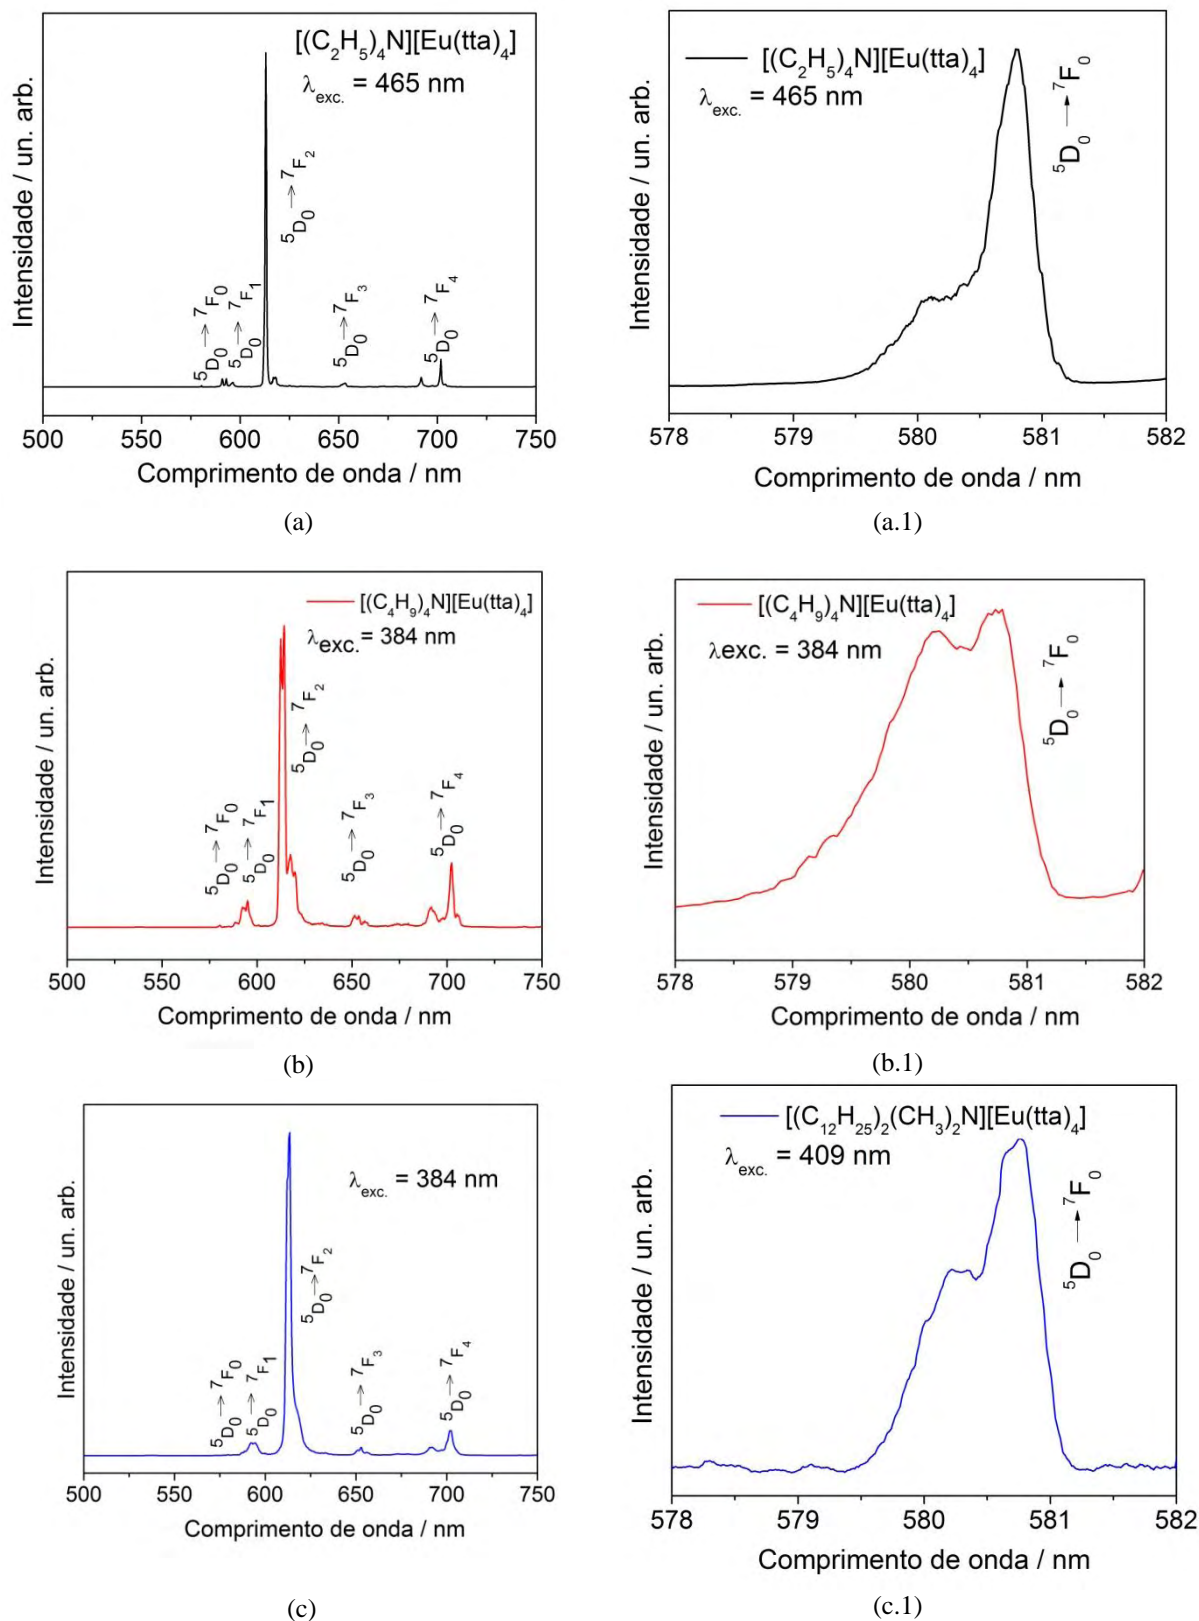 [(C₂H₅)₄N][Eu(tta)₄]
λexc. = 465 nm
⁵D₀ → ⁷F₀
⁵D₀ → ⁷F₁
⁵D₀ → ⁷F₂
⁵D₀ → ⁷F₃
⁵D₀ → ⁷F₄
Intensidade / un. arb.
500 550 600 650 700 750
Comprimento de onda / nm
(a)
[(C₂H₅)₄N][Eu(tta)₄]
λexc. = 465 nm
⁵D₀ → ⁷F₀
Intensidade / un. arb.
578 579 580 581 582
Comprimento de onda / nm
(a.1)
[(C₄H₉)₄N][Eu(tta)₄]
λexc. = 384 nm
⁵D₀ → ⁷F₀
⁵D₀ → ⁷F₁
⁵D₀ → ⁷F₂
⁵D₀ → ⁷F₃
⁵D₀ → ⁷F₄
Intensidade / un. arb.
500 550 600 650 700 750
Comprimento de onda / nm
(b)
[(C₄H₉)₄N][Eu(tta)₄]
λexc. = 384 nm
⁵D₀ → ⁷F₀
Intensidade / un. arb.
578 579 580 581 582
Comprimento de onda / nm
(b.1)
λexc. = 384 nm
⁵D₀ → ⁷F₀
⁵D₀ → ⁷F₁
⁵D₀ → ⁷F₂
⁵D₀ → ⁷F₃
⁵D₀ → ⁷F₄
Intensidade / un. arb.
500 550 600 650 700 750
Comprimento de onda / nm
(c)
[(C₁₂H₂₅)₂(CH₃)₂N][Eu(tta)₄]
λexc. = 409 nm
⁵D₀ → ⁷F₀
Intensidade / un. arb.
578 579 580 581 582
Comprimento de onda / nm
(c.1)